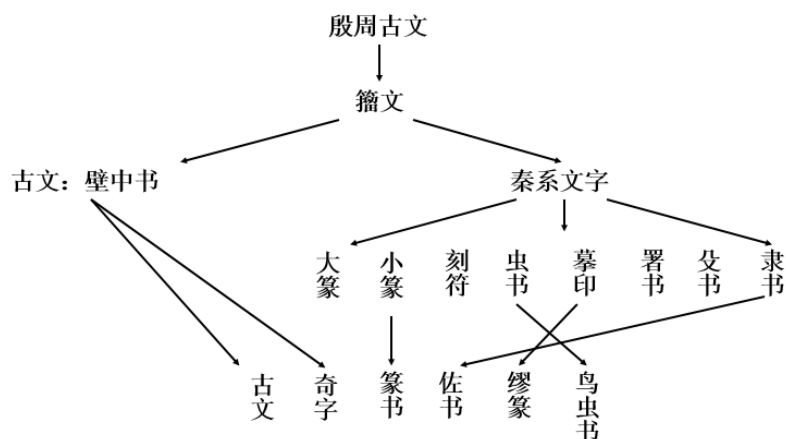 殷周古文
籀文
古文：壁中书
秦系文字
大篆
小篆
刻符
虫书
摹印
署书
殳书
隶书
古文
奇字
篆书
佐书
缪篆
鸟虫书